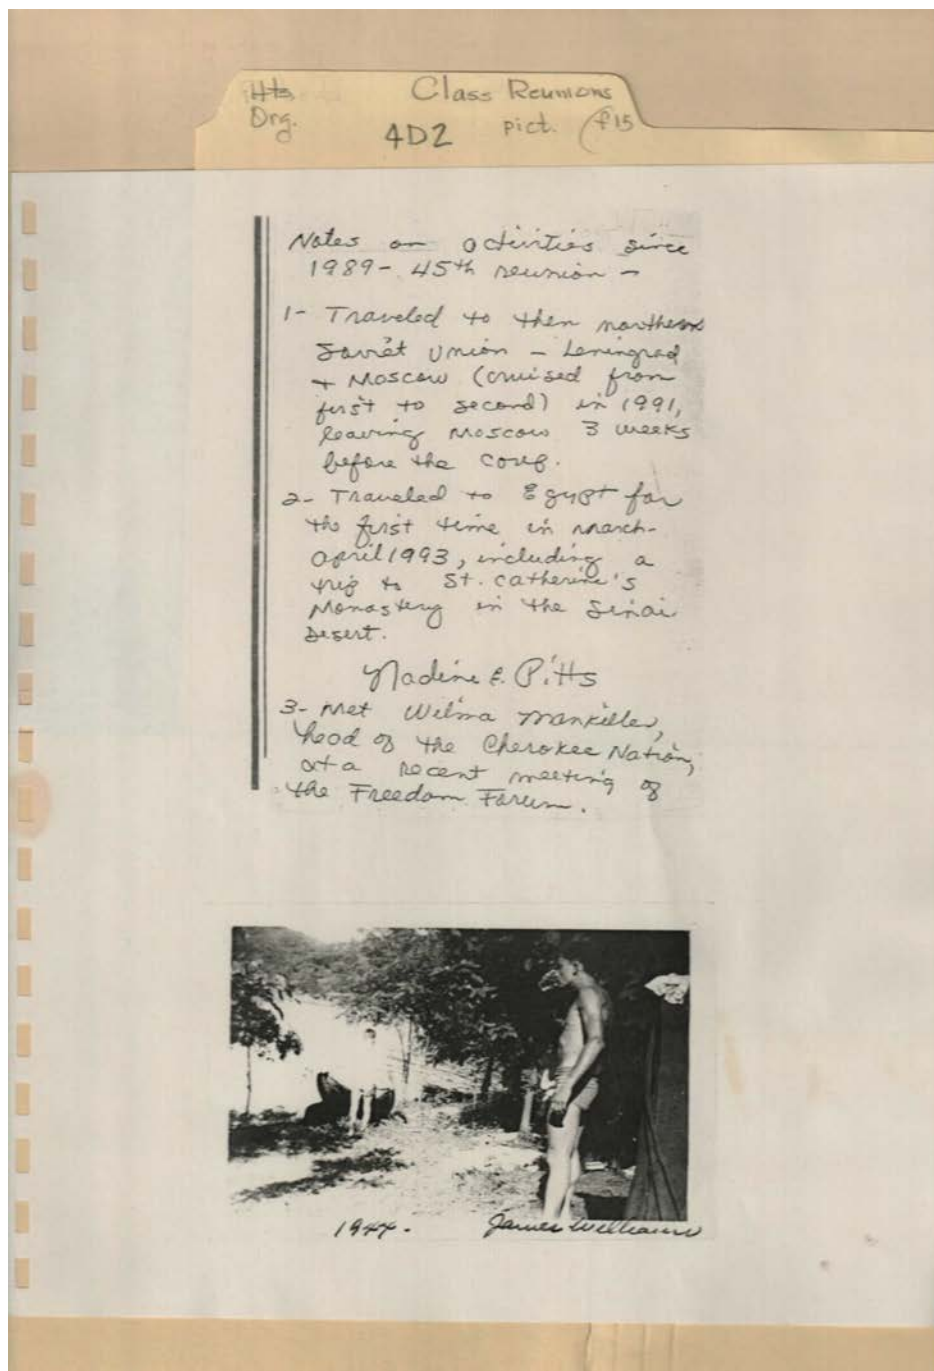 Hts. Class Reunions
Org. 4D2 pict. f15
Notes on activities since
1989- 45th reunion -
1- Traveled to then northern
Soviet Union - Leningrad
+ Moscow (cruised from
first to second) in 1991,
leaving Moscow 3 weeks
before the coup.
2- Traveled to Egypt for
the first time in March-
April 1993, including a
trip to St. Catherine's
Monastery in the Sinai
Desert.
Nadine E. Pitts
3- Met Wilma Mankiller,
head of the Cherokee Nation,
at a recent meeting of
the Freedom Forum.
1944. James Williams